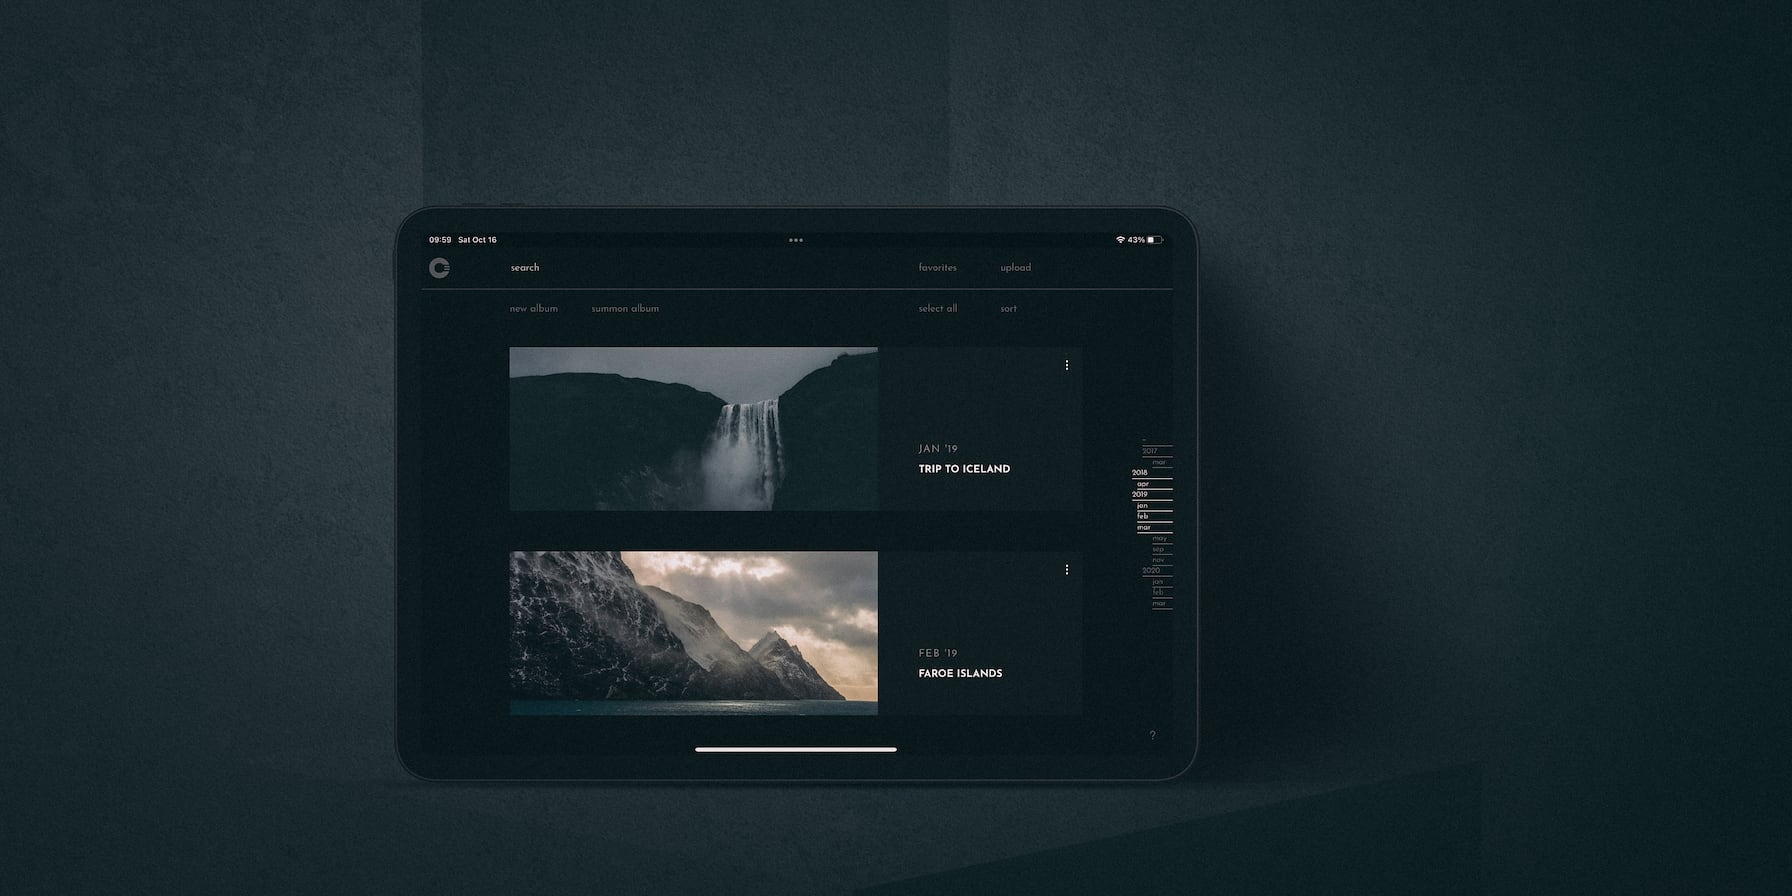 09:59 Sat Oct 16 43%
search favorites upload
new album summon album select all sort
JAN '19
TRIP TO ICELAND
FEB '19
FAROE ISLANDS
2017
mar
2018
apr
2019
jan
feb
mar
may
sep
nov
2020
jan
feb
mar
?